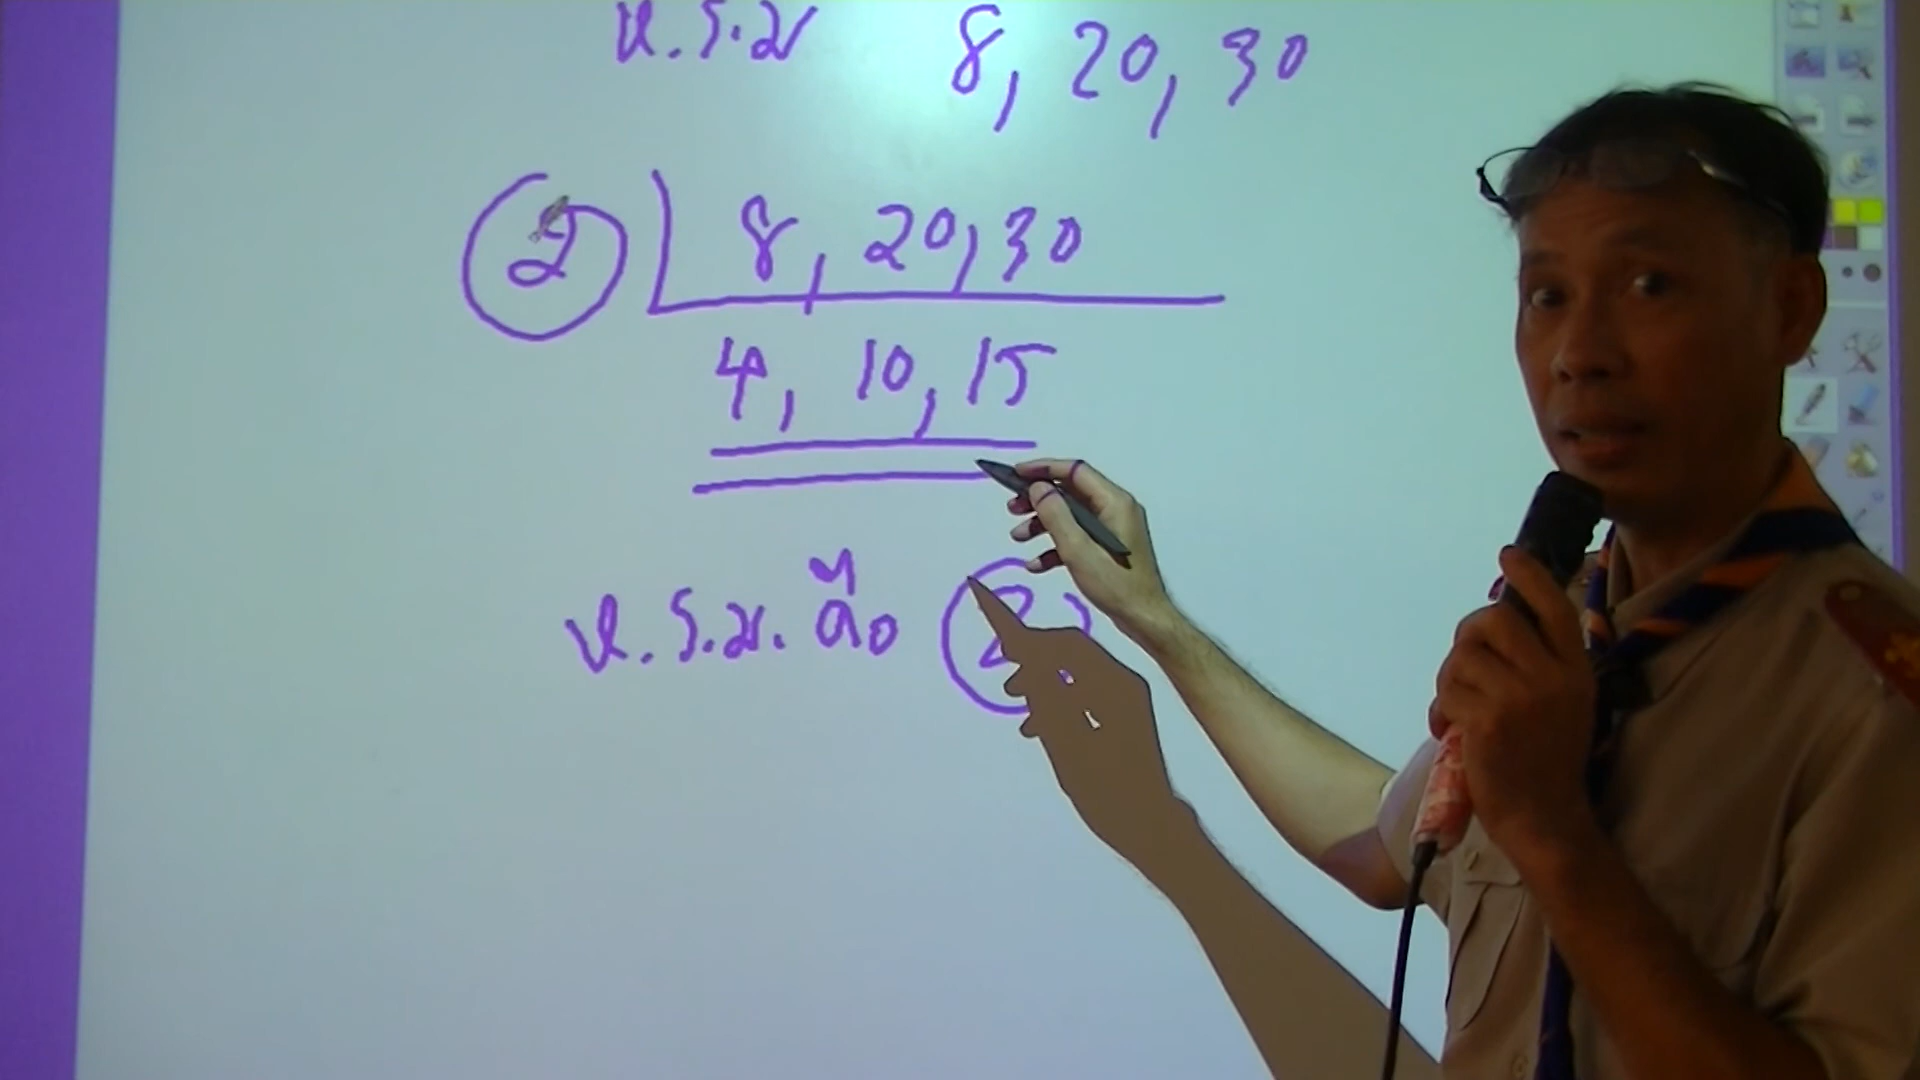 ห.ร.ม 8, 20, 30
2 8, 20, 30
4, 10, 15
ห.ร.ม. คือ 2